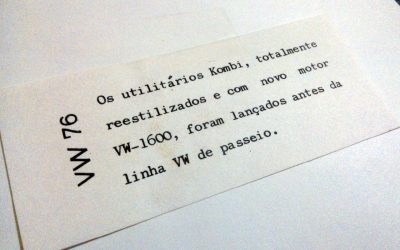 VW 76
Os utilitários Kombi, totalmente
reestilizados e com novo motor
VW-1600, foram lançados antes da
linha VW de passeio.